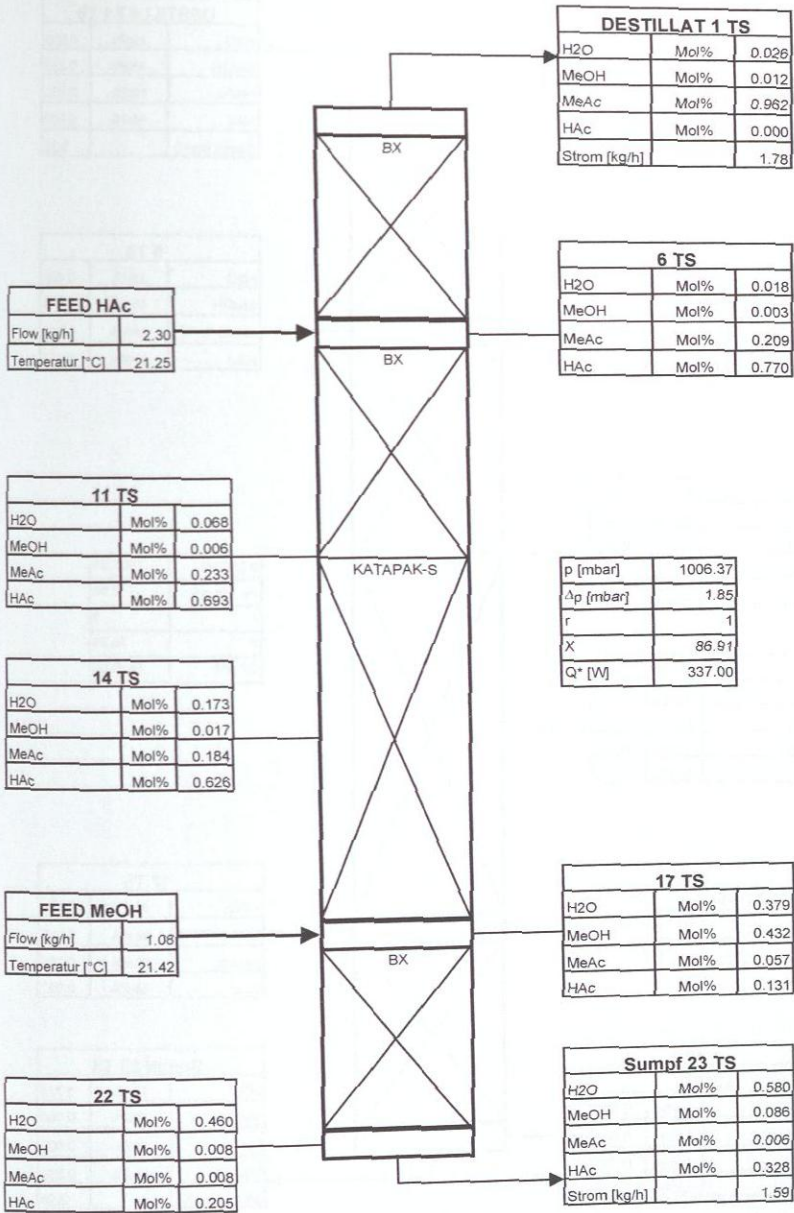 DESTILLAT 1 TS
H2O Mol% 0.026
MeOH Mol% 0.012
MeAc Mol% 0.962
HAc Mol% 0.000
Strom [kg/h] 1.78
BX
6 TS
H2O Mol% 0.018
MeOH Mol% 0.003
MeAc Mol% 0.209
HAc Mol% 0.770
FEED HAc
Flow [kg/h] 2.30
Temperatur [°C] 21.25
BX
11 TS
H2O Mol% 0.068
MeOH Mol% 0.006
MeAc Mol% 0.233
HAc Mol% 0.693
KATAPAK-S
p [mbar] 1006.37
Δp [mbar] 1.85
r 1
X 86.91
Q* [W] 337.00
14 TS
H2O Mol% 0.173
MeOH Mol% 0.017
MeAc Mol% 0.184
HAc Mol% 0.626
FEED MeOH
Flow [kg/h] 1.08
Temperatur [°C] 21.42
17 TS
H2O Mol% 0.379
MeOH Mol% 0.432
MeAc Mol% 0.057
HAc Mol% 0.131
BX
22 TS
H2O Mol% 0.460
MeOH Mol% 0.008
MeAc Mol% 0.008
HAc Mol% 0.205
Sumpf 23 TS
H2O Mol% 0.580
MeOH Mol% 0.086
MeAc Mol% 0.006
HAc Mol% 0.328
Strom [kg/h] 1.59